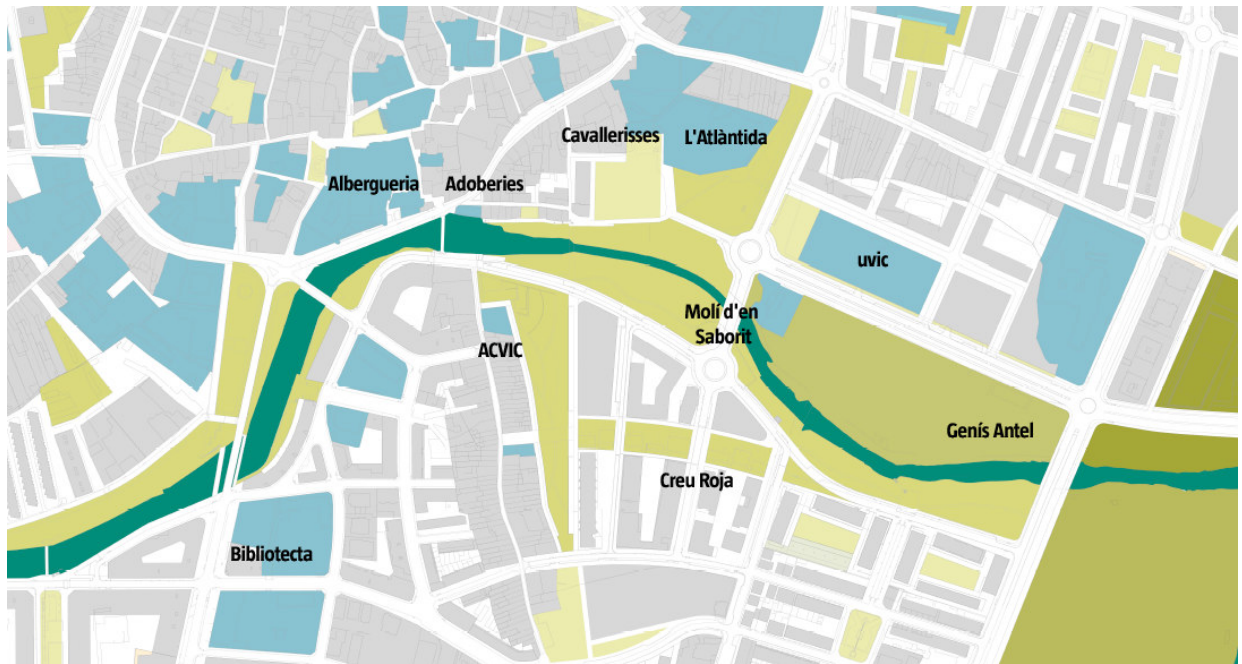 Cavallerisses
L'Atlàntida
Albergueria
Adoberies
uvic
Molí d'en
Saborit
ACVIC
Genís Antel
Creu Roja
Bibliotecta